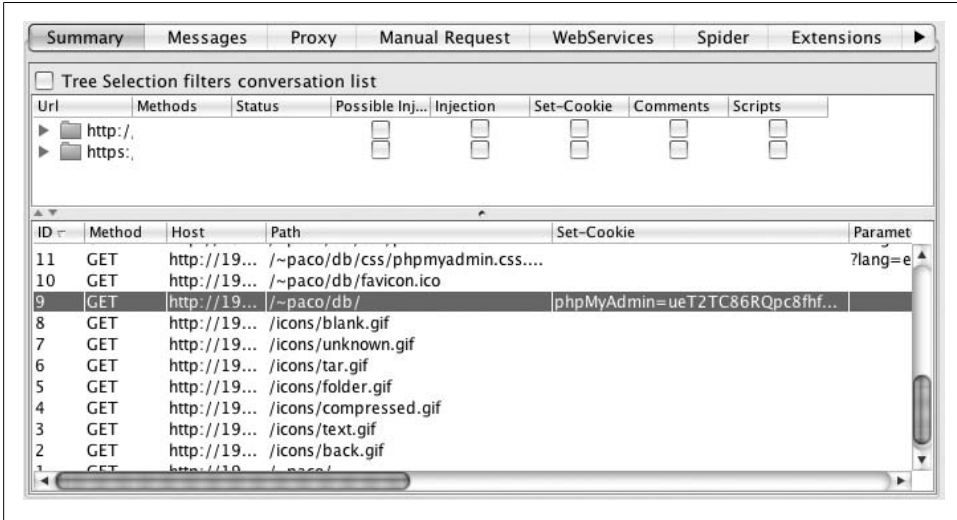 Summary Messages Proxy Manual Request WebServices Spider Extensions
Tree Selection filters conversation list
Url Methods Status Possible Inj... Injection Set-Cookie Comments Scripts
http:/
https:
ID Method Host Path Set-Cookie Paramet
11 GET http://19... /~paco/db/css/phpmyadmin.css.... ?lang=e
10 GET http://19... /~paco/db/favicon.ico
9 GET http://19... /~paco/db/ phpMyAdmin=ueT2TC86RQpc8fhf...
8 GET http://19... /icons/blank.gif
7 GET http://19... /icons/unknown.gif
6 GET http://19... /icons/tar.gif
5 GET http://19... /icons/folder.gif
4 GET http://19... /icons/compressed.gif
3 GET http://19... /icons/text.gif
2 GET http://19... /icons/back.gif